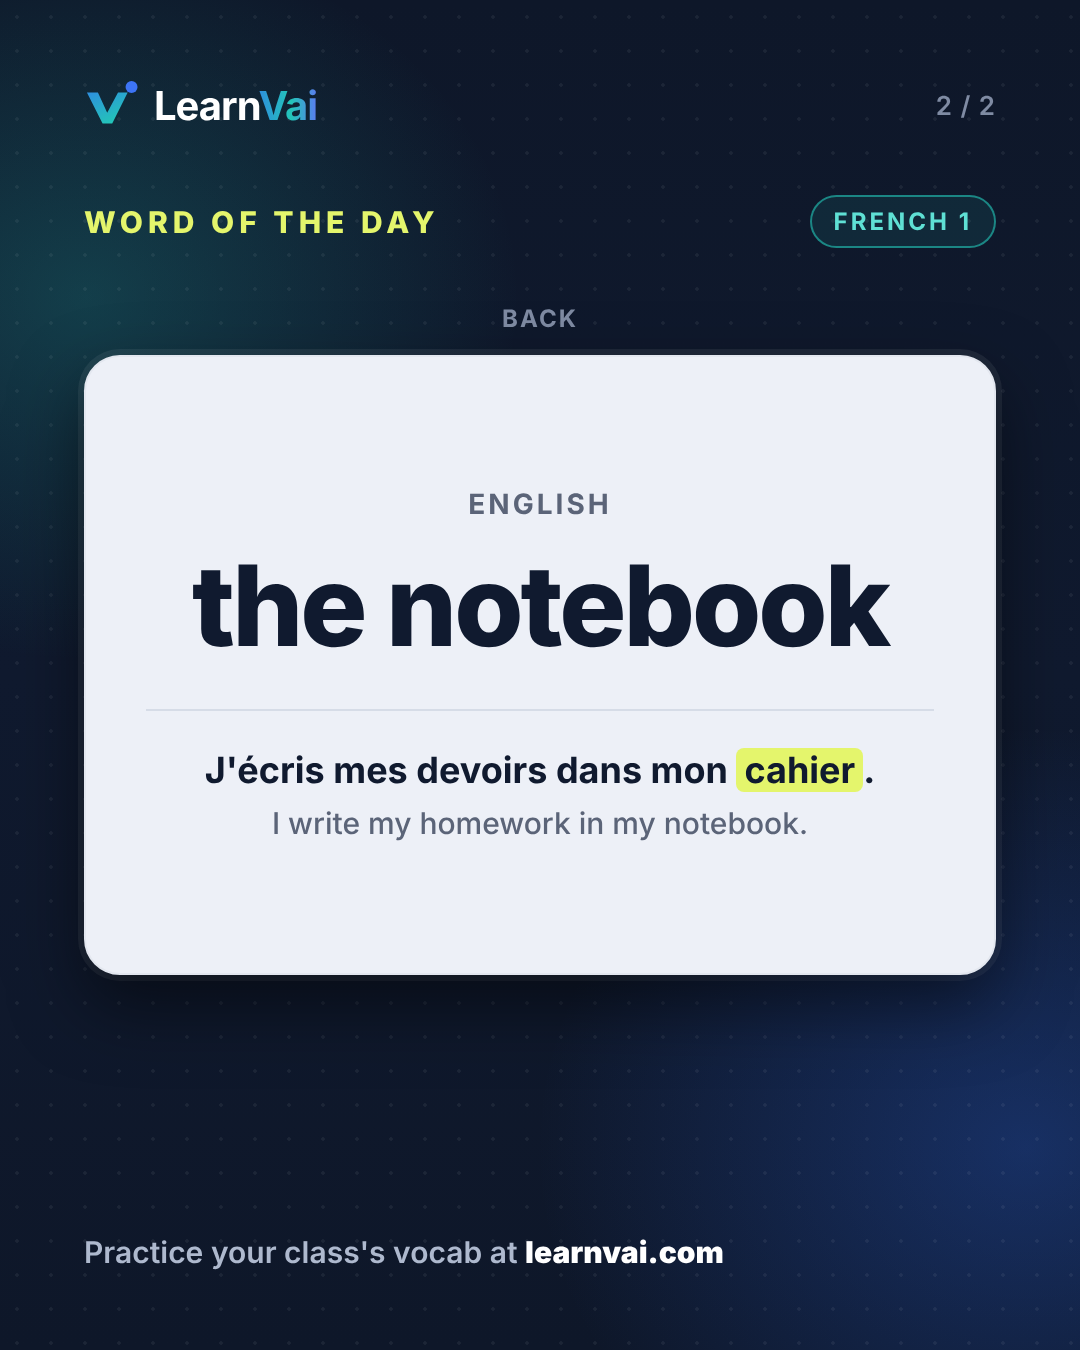 LearnVai
2 / 2
WORD OF THE DAY
FRENCH 1
BACK
ENGLISH
the notebook
J'écris mes devoirs dans mon cahier.
I write my homework in my notebook.
Practice your class's vocab at learnvai.com